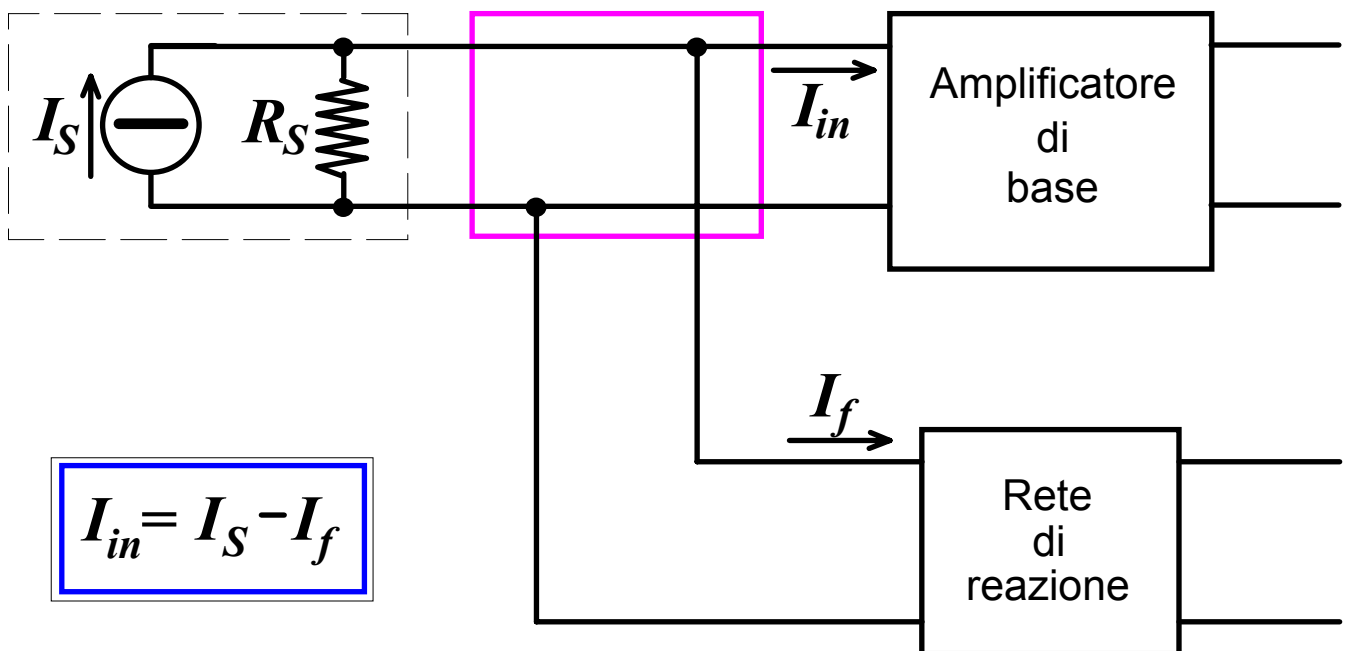 I_S
R_S
I_in
Amplificatore
di
base
I_f
I_in = I_S - I_f
Rete
di
reazione